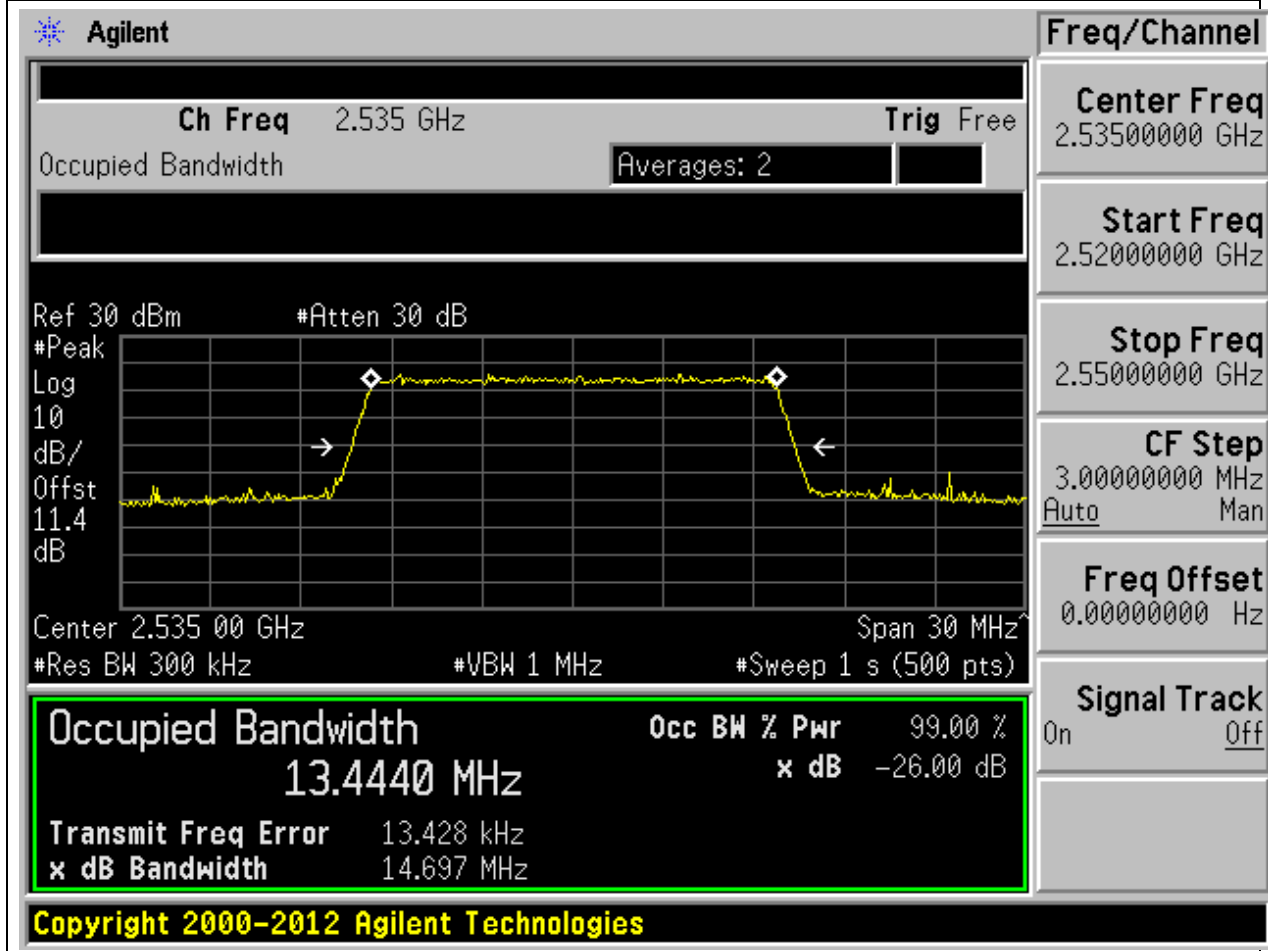 Agilent
Freq/Channel
Ch Freq 2.535 GHz Trig Free
Occupied Bandwidth Averages: 2
Center Freq
2.53500000 GHz
Start Freq
2.52000000 GHz
Stop Freq
2.55000000 GHz
CF Step
3.00000000 MHz
Auto Man
Freq Offset
0.00000000 Hz
Signal Track
On Off
Ref 30 dBm #Atten 30 dB
#Peak
Log
10
dB/
Offst
11.4
dB
Center 2.535 00 GHz Span 30 MHz^
#Res BW 300 kHz #VBW 1 MHz #Sweep 1 s (500 pts)
Occupied Bandwidth Occ BW % Pwr 99.00 %
13.4440 MHz x dB -26.00 dB
Transmit Freq Error 13.428 kHz
x dB Bandwidth 14.697 MHz
Copyright 2000-2012 Agilent Technologies